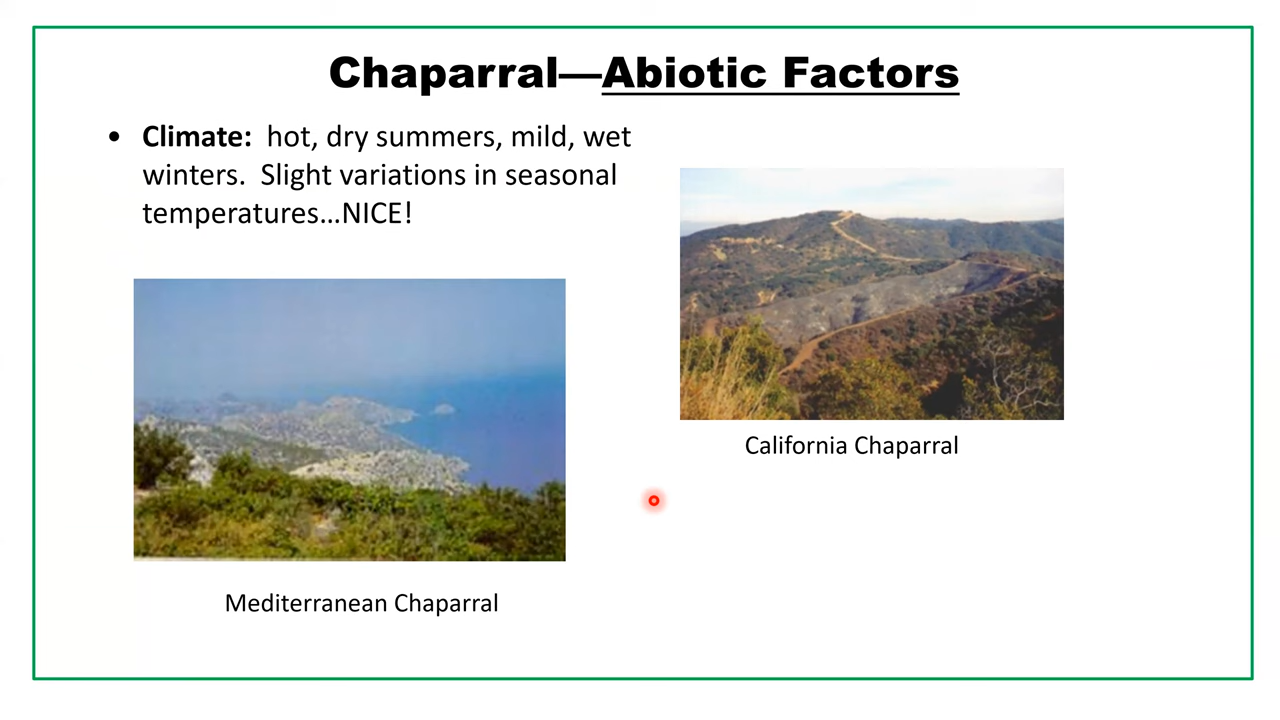 Chaparral—Abiotic Factors
• Climate: hot, dry summers, mild, wet
winters. Slight variations in seasonal
temperatures...NICE!
California Chaparral
Mediterranean Chaparral